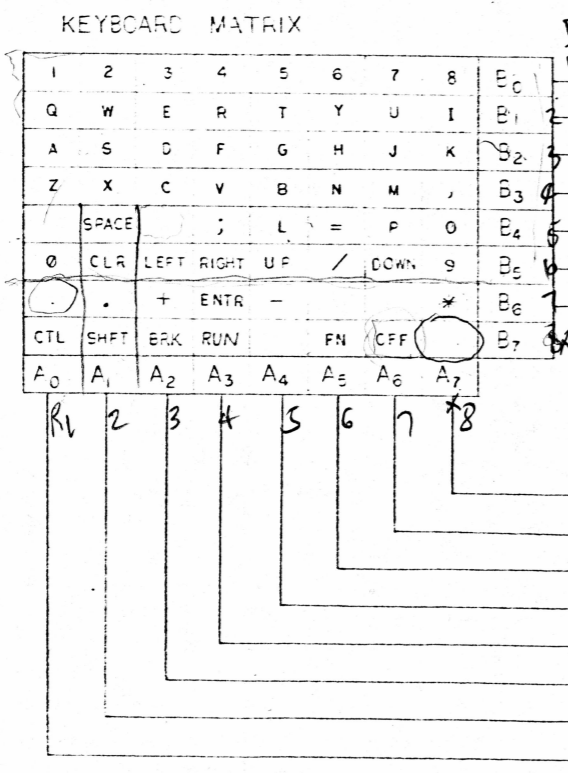 KEYBOARD MATRIX
1 2 3 4 5 6 7 8 B0
Q W E R T Y U I B1 2
A S D F G H J K B2 3
Z X C V B N M , B3 4
SPACE ; L = P O B4 5
Ø CLR LEFT RIGHT UP / DOWN 9 B5 6
. . + ENTR - * B6 7
CTL SHFT BRK RUN FN OFF B7 8
A0 A1 A2 A3 A4 A5 A6 A7
R1 2 3 4 5 6 7 8